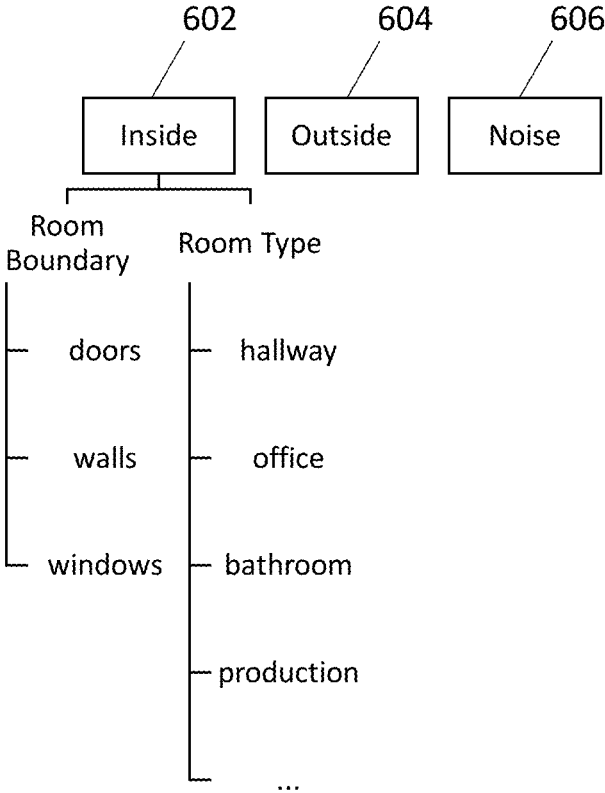 602
604
606
Inside
Outside
Noise
Room
Boundary
Room Type
doors
walls
windows
hallway
office
bathroom
production
...